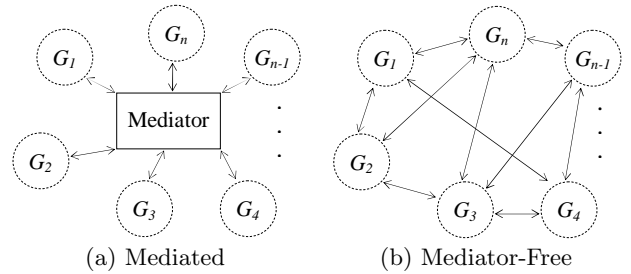 G1
Gn
Gn-1
Mediator
G2
G3
G4
(a) Mediated
G1
Gn
Gn-1
G2
G3
G4
(b) Mediator-Free